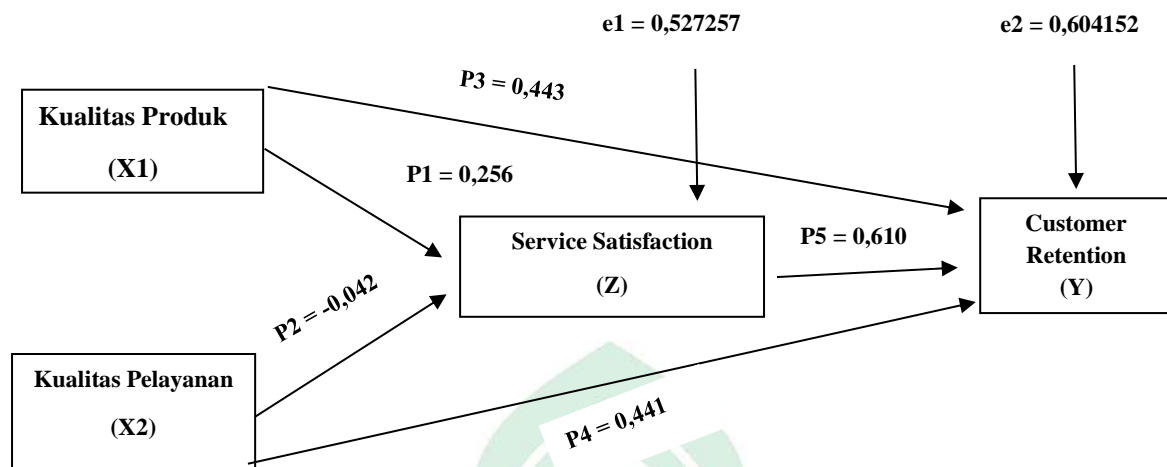 e1 = 0,527257
e2 = 0,604152
P3 = 0,443
Kualitas Produk
(X1)
P1 = 0,256
Service Satisfaction
(Z)
P5 = 0,610
Customer
Retention
(Y)
P2 = -0,042
Kualitas Pelayanan
(X2)
P4 = 0,441